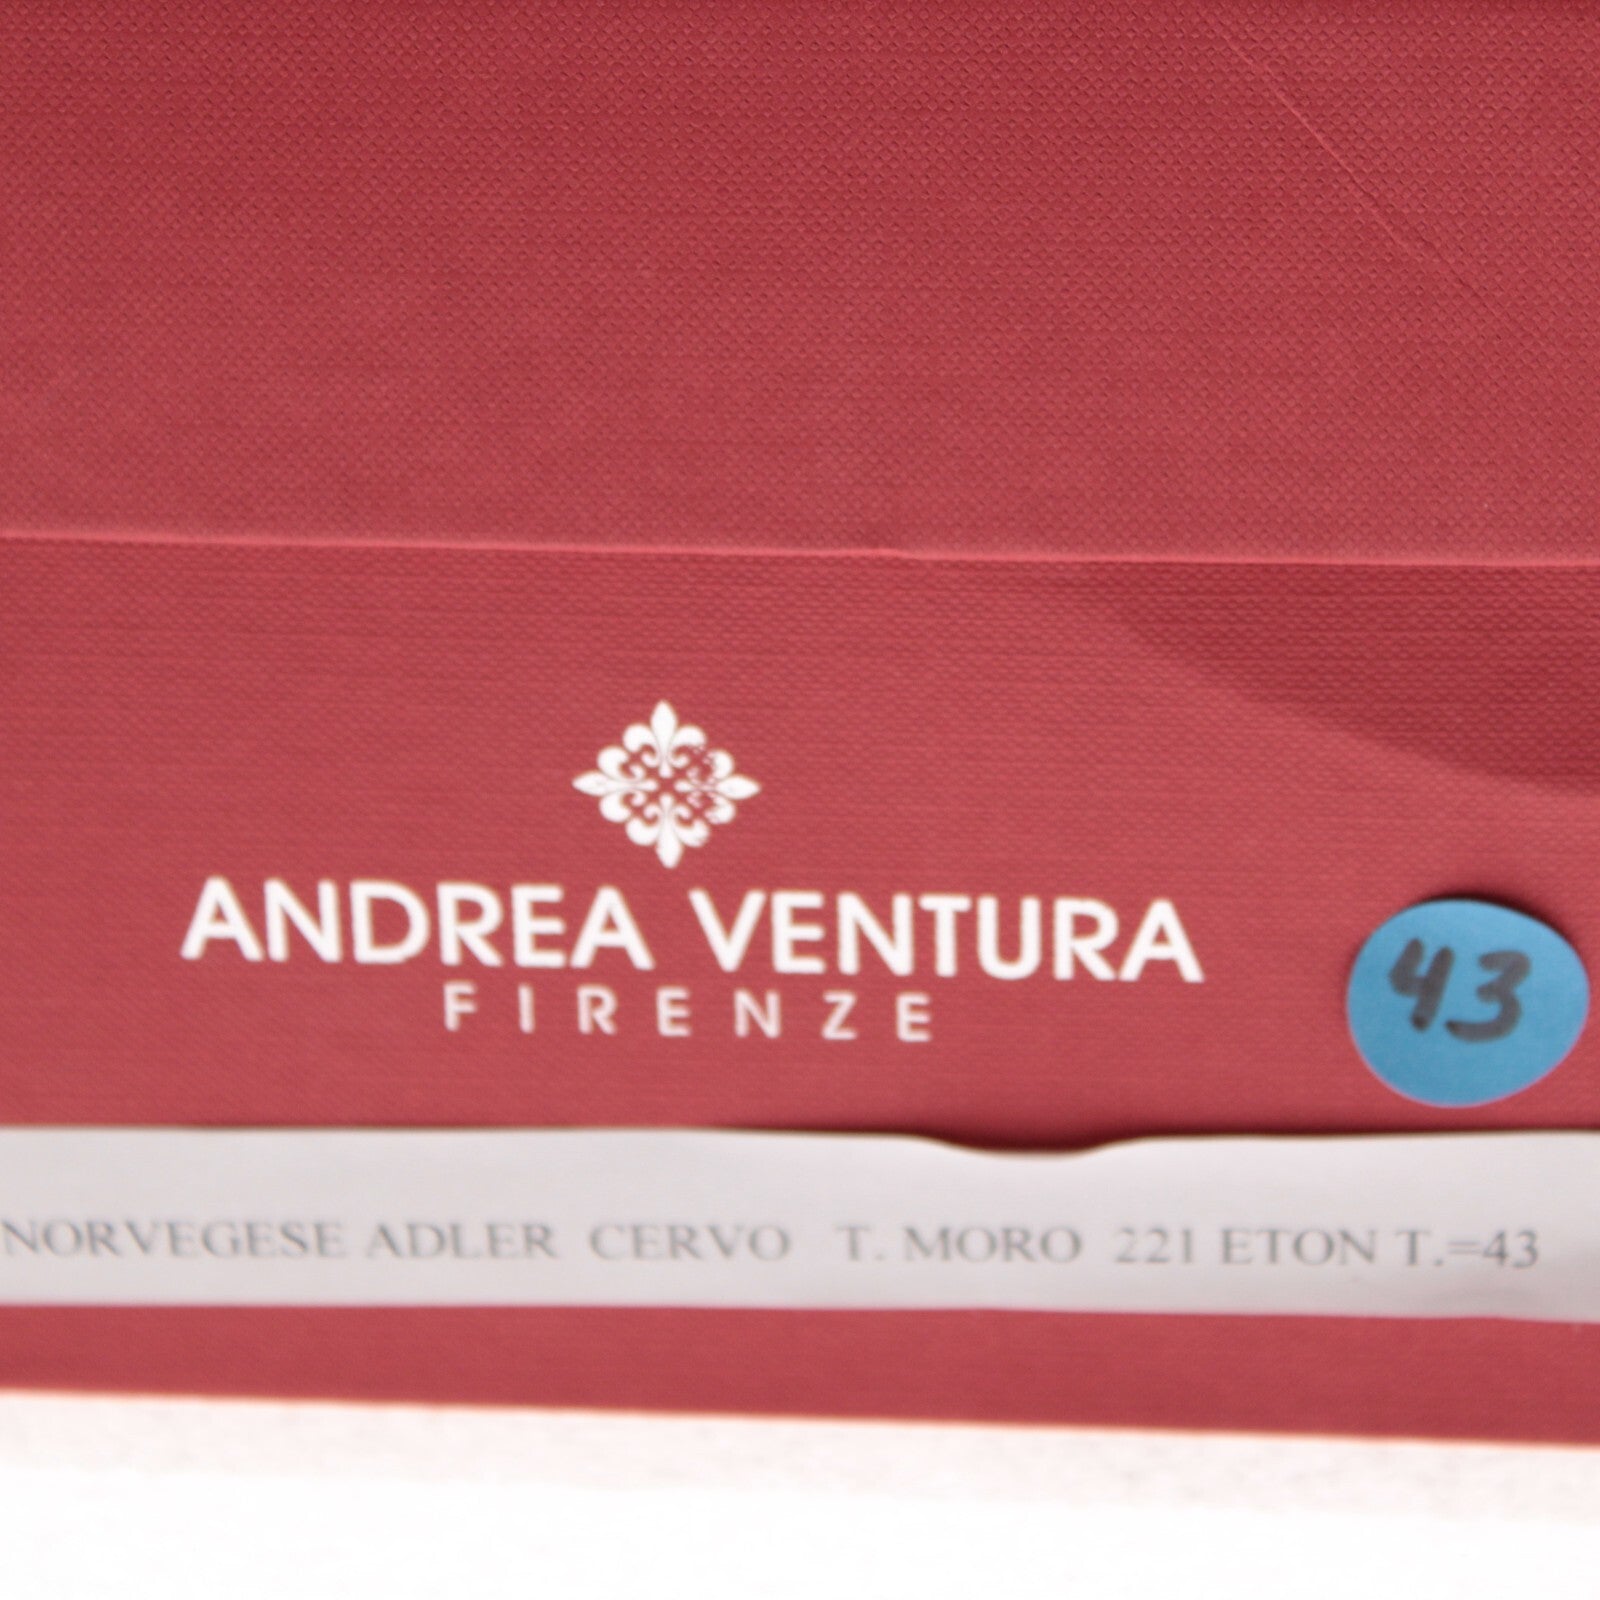 ANDREA VENTURA
FIRENZE
43
NORVEGESE ADLER CERVO T. MORO 221 ETON T.=43